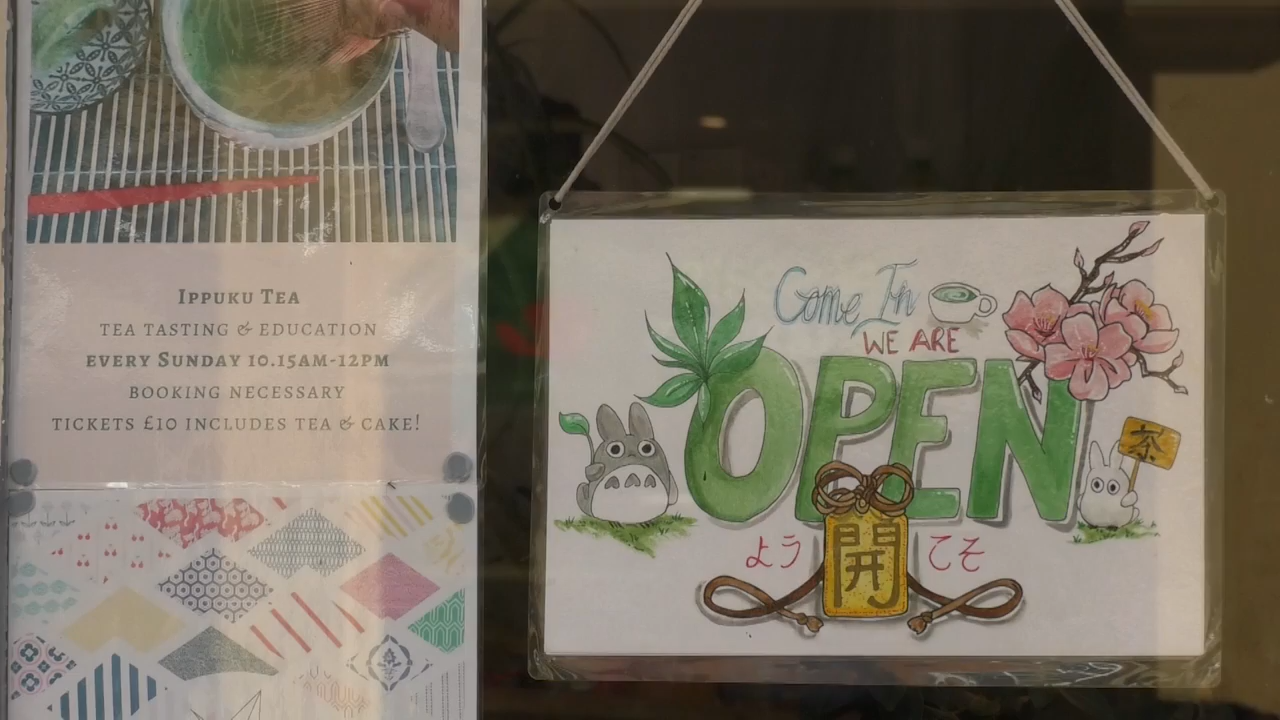 Ippuku Tea
tea tasting & education
every Sunday 10.15am-12pm
booking necessary
tickets £10 includes tea & cake!
Come In
WE ARE
OPEN
茶
よう 開 こそ